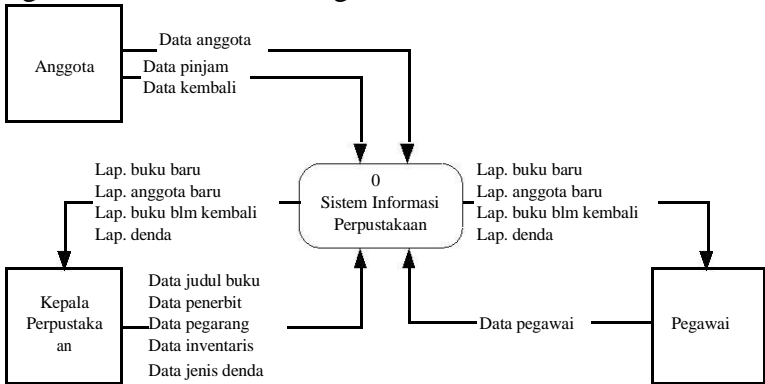 Data anggota
Anggota
Data pinjam
Data kembali
Lap. buku baru
Lap. anggota baru
Lap. buku blm kembali
Lap. denda
0
Sistem Informasi
Perpustakaan
Lap. buku baru
Lap. anggota baru
Lap. buku blm kembali
Lap. denda
Kepala
Perpustaka
an
Data judul buku
Data penerbit
Data pegarang
Data inventaris
Data jenis denda
Data pegawai
Pegawai